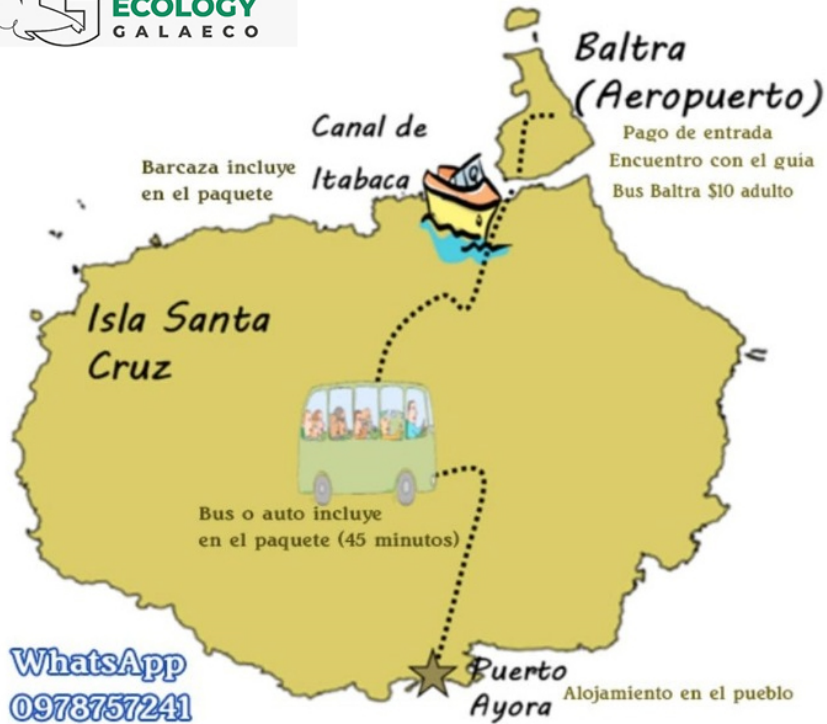 ECOLOGY
GALAECO
Baltra
(Aeropuerto)
Pago de entrada
Encuentro con el guia
Bus Baltra $10 adulto
Canal de
Itabaca
Barcaza incluye
en el paquete
Isla Santa
Cruz
Bus o auto incluye
en el paquete (45 minutos)
WhatsApp
0978757241
Puerto
Ayora
Alojamiento en el pueblo